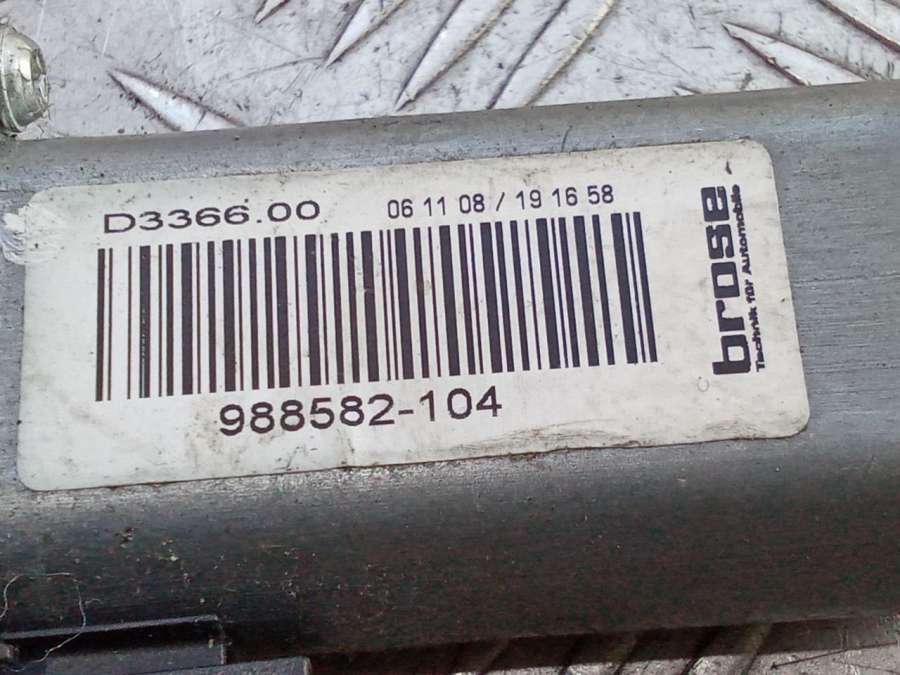 D3366.00
06 11 08 / 19 16 58
988582-104
brose
Technik für Automobile